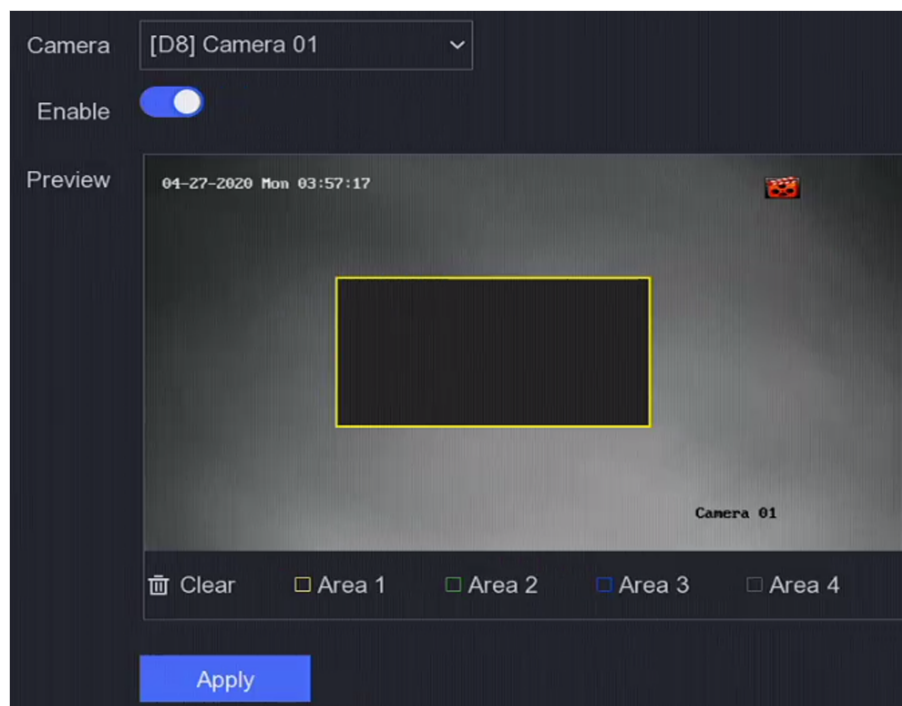 Camera [D8] Camera 01
Enable
Preview
04-27-2020 Mon 03:57:17
Camera 01
Clear Area 1 Area 2 Area 3 Area 4
Apply